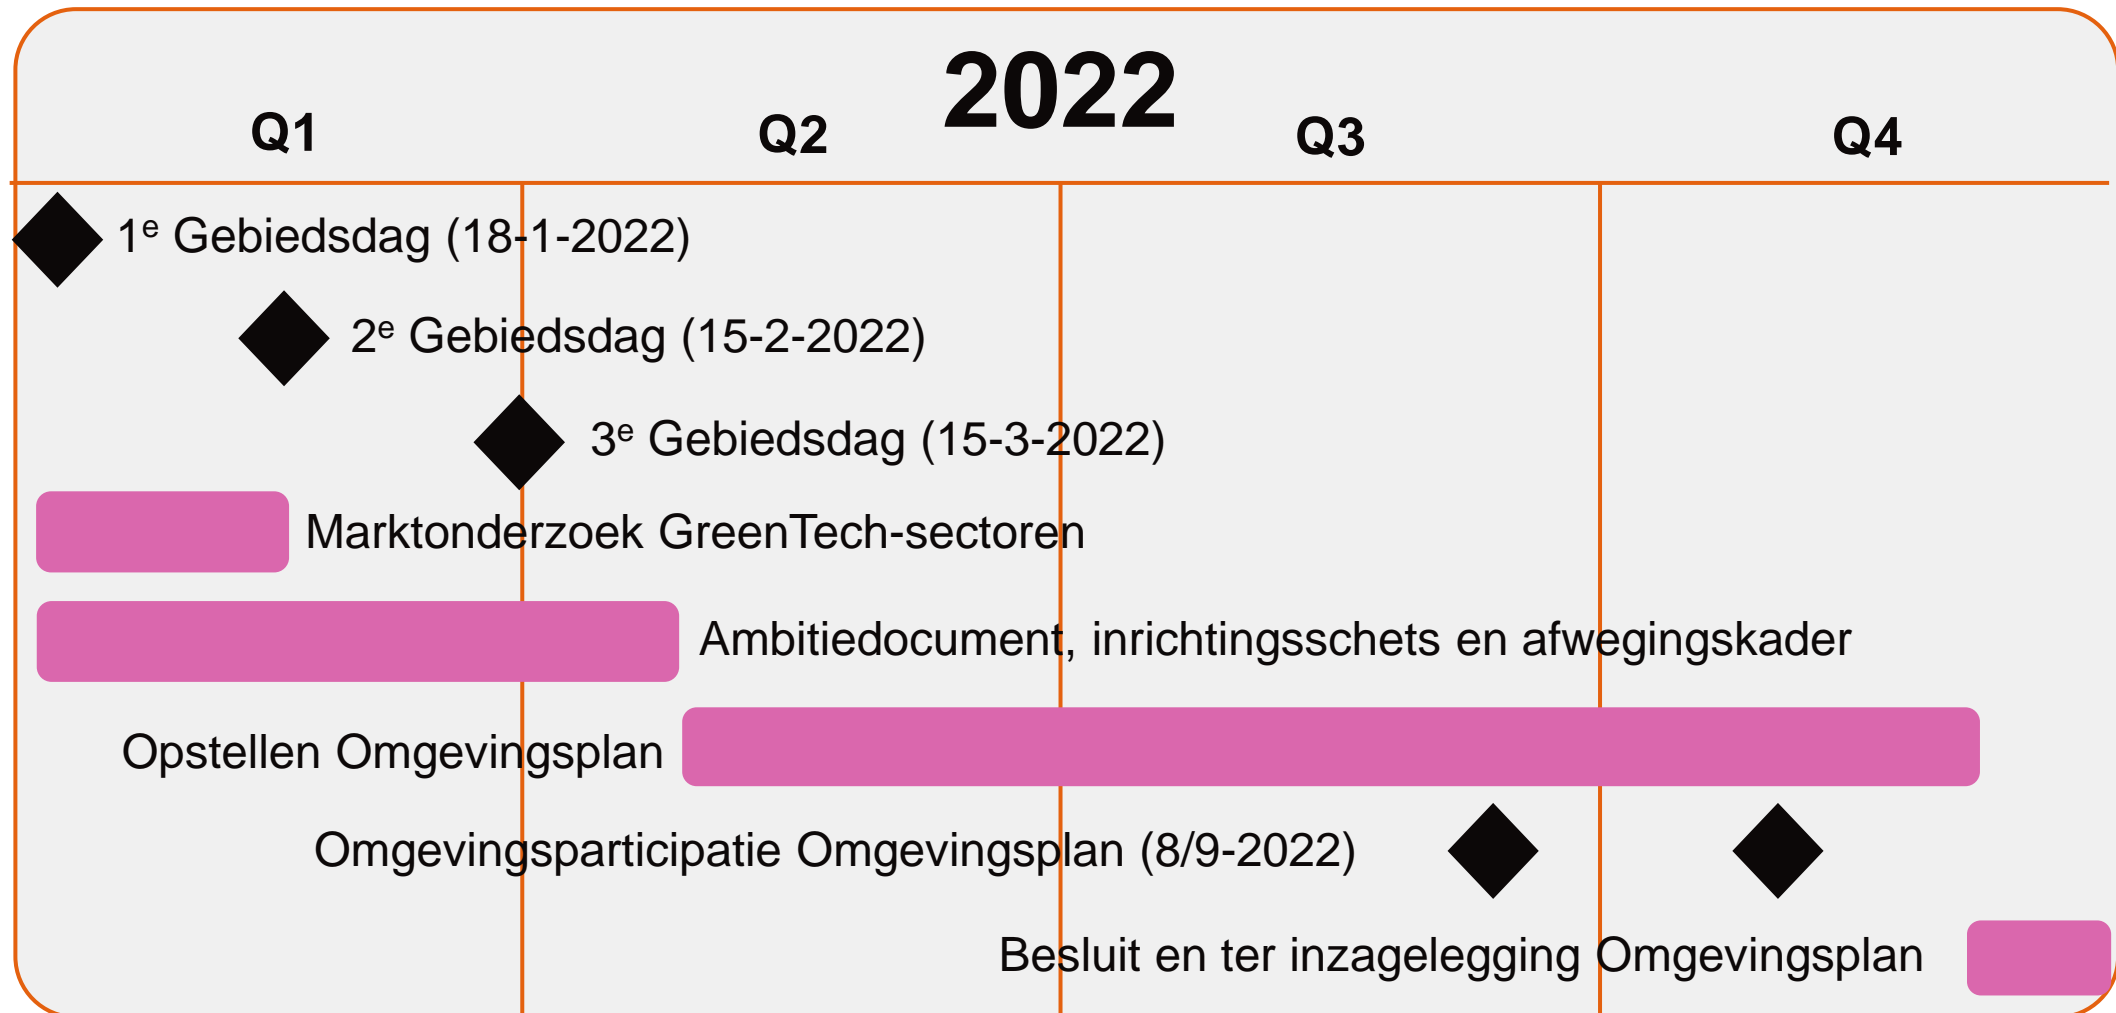 2022
Q1 Q2 Q3 Q4
1e Gebiedsdag (18-1-2022)
2e Gebiedsdag (15-2-2022)
3e Gebiedsdag (15-3-2022)
Marktonderzoek GreenTech-sectoren
Ambitiedocument, inrichtingsschets en afwegingskader
Opstellen Omgevingsplan
Omgevingsparticipatie Omgevingsplan (8/9-2022)
Besluit en ter inzagelegging Omgevingsplan